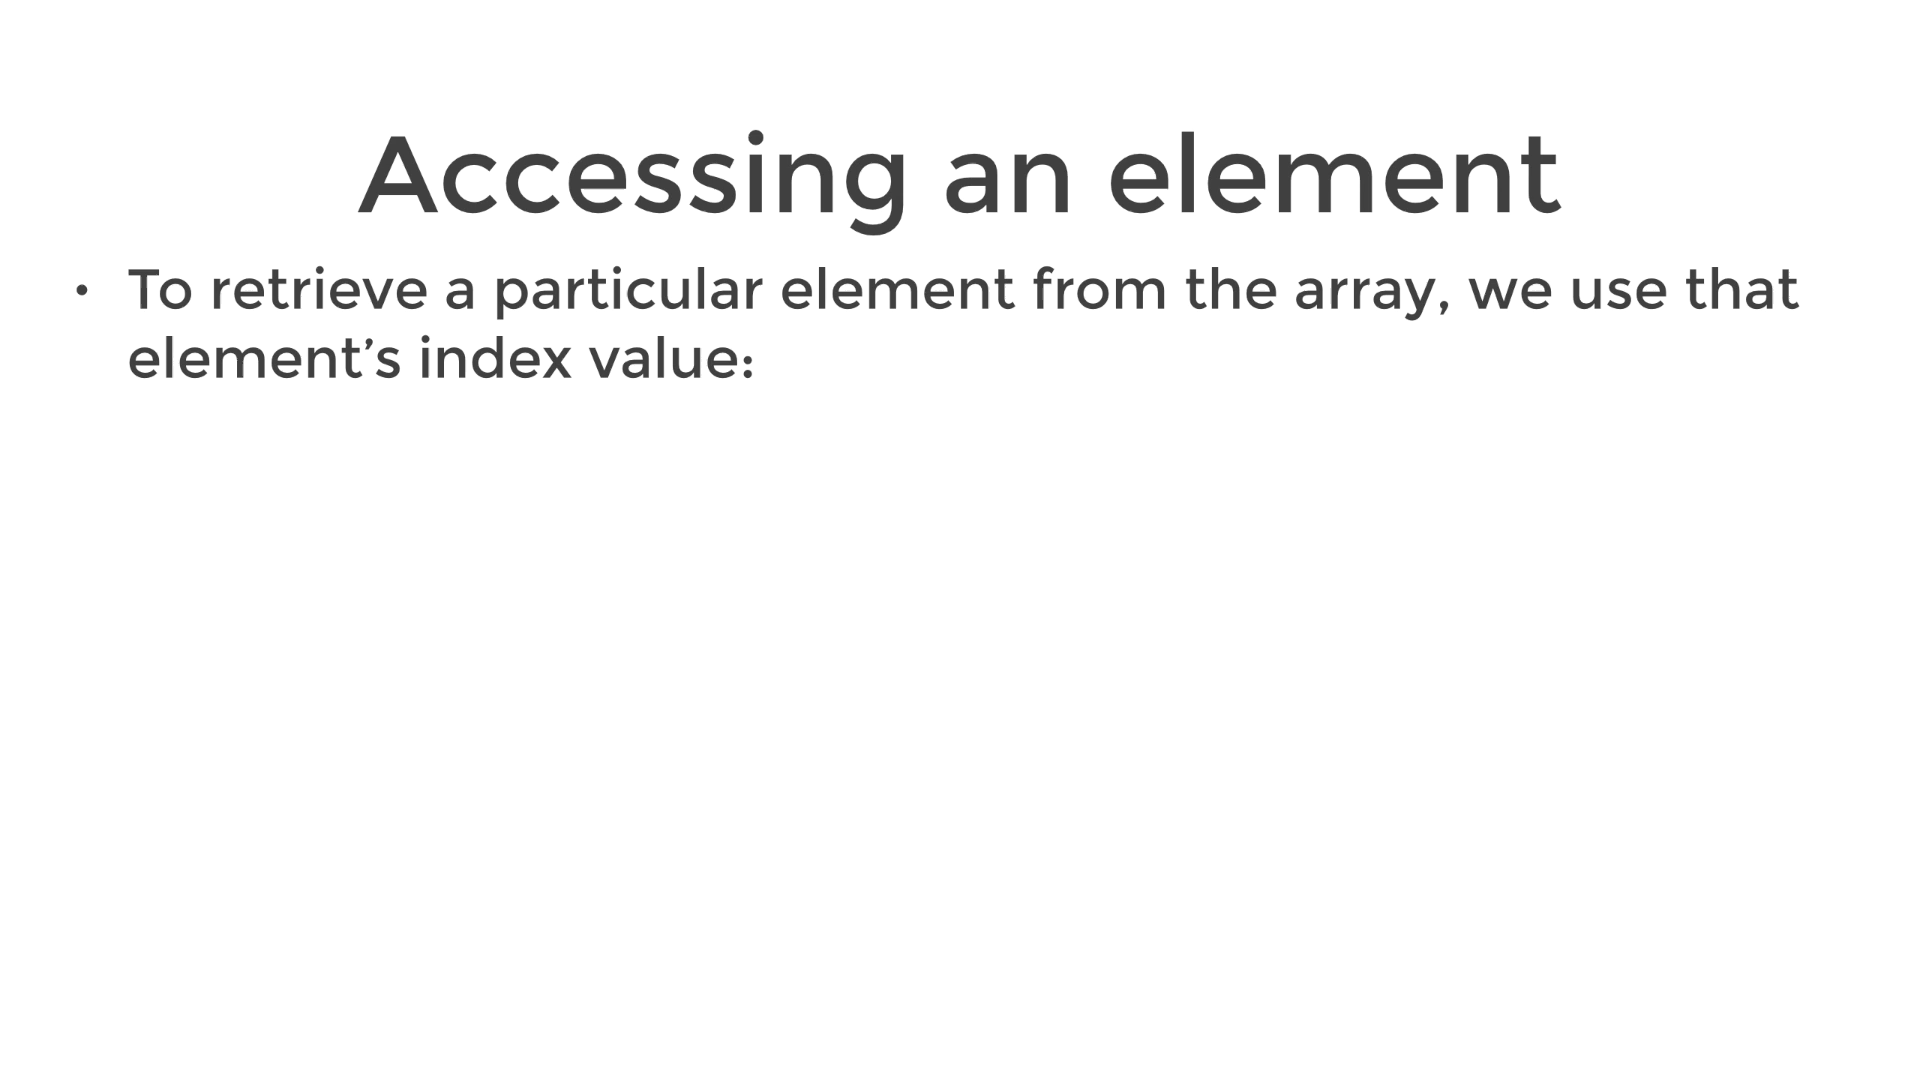 Accessing an element
• To retrieve a particular element from the array, we use that
element’s index value: